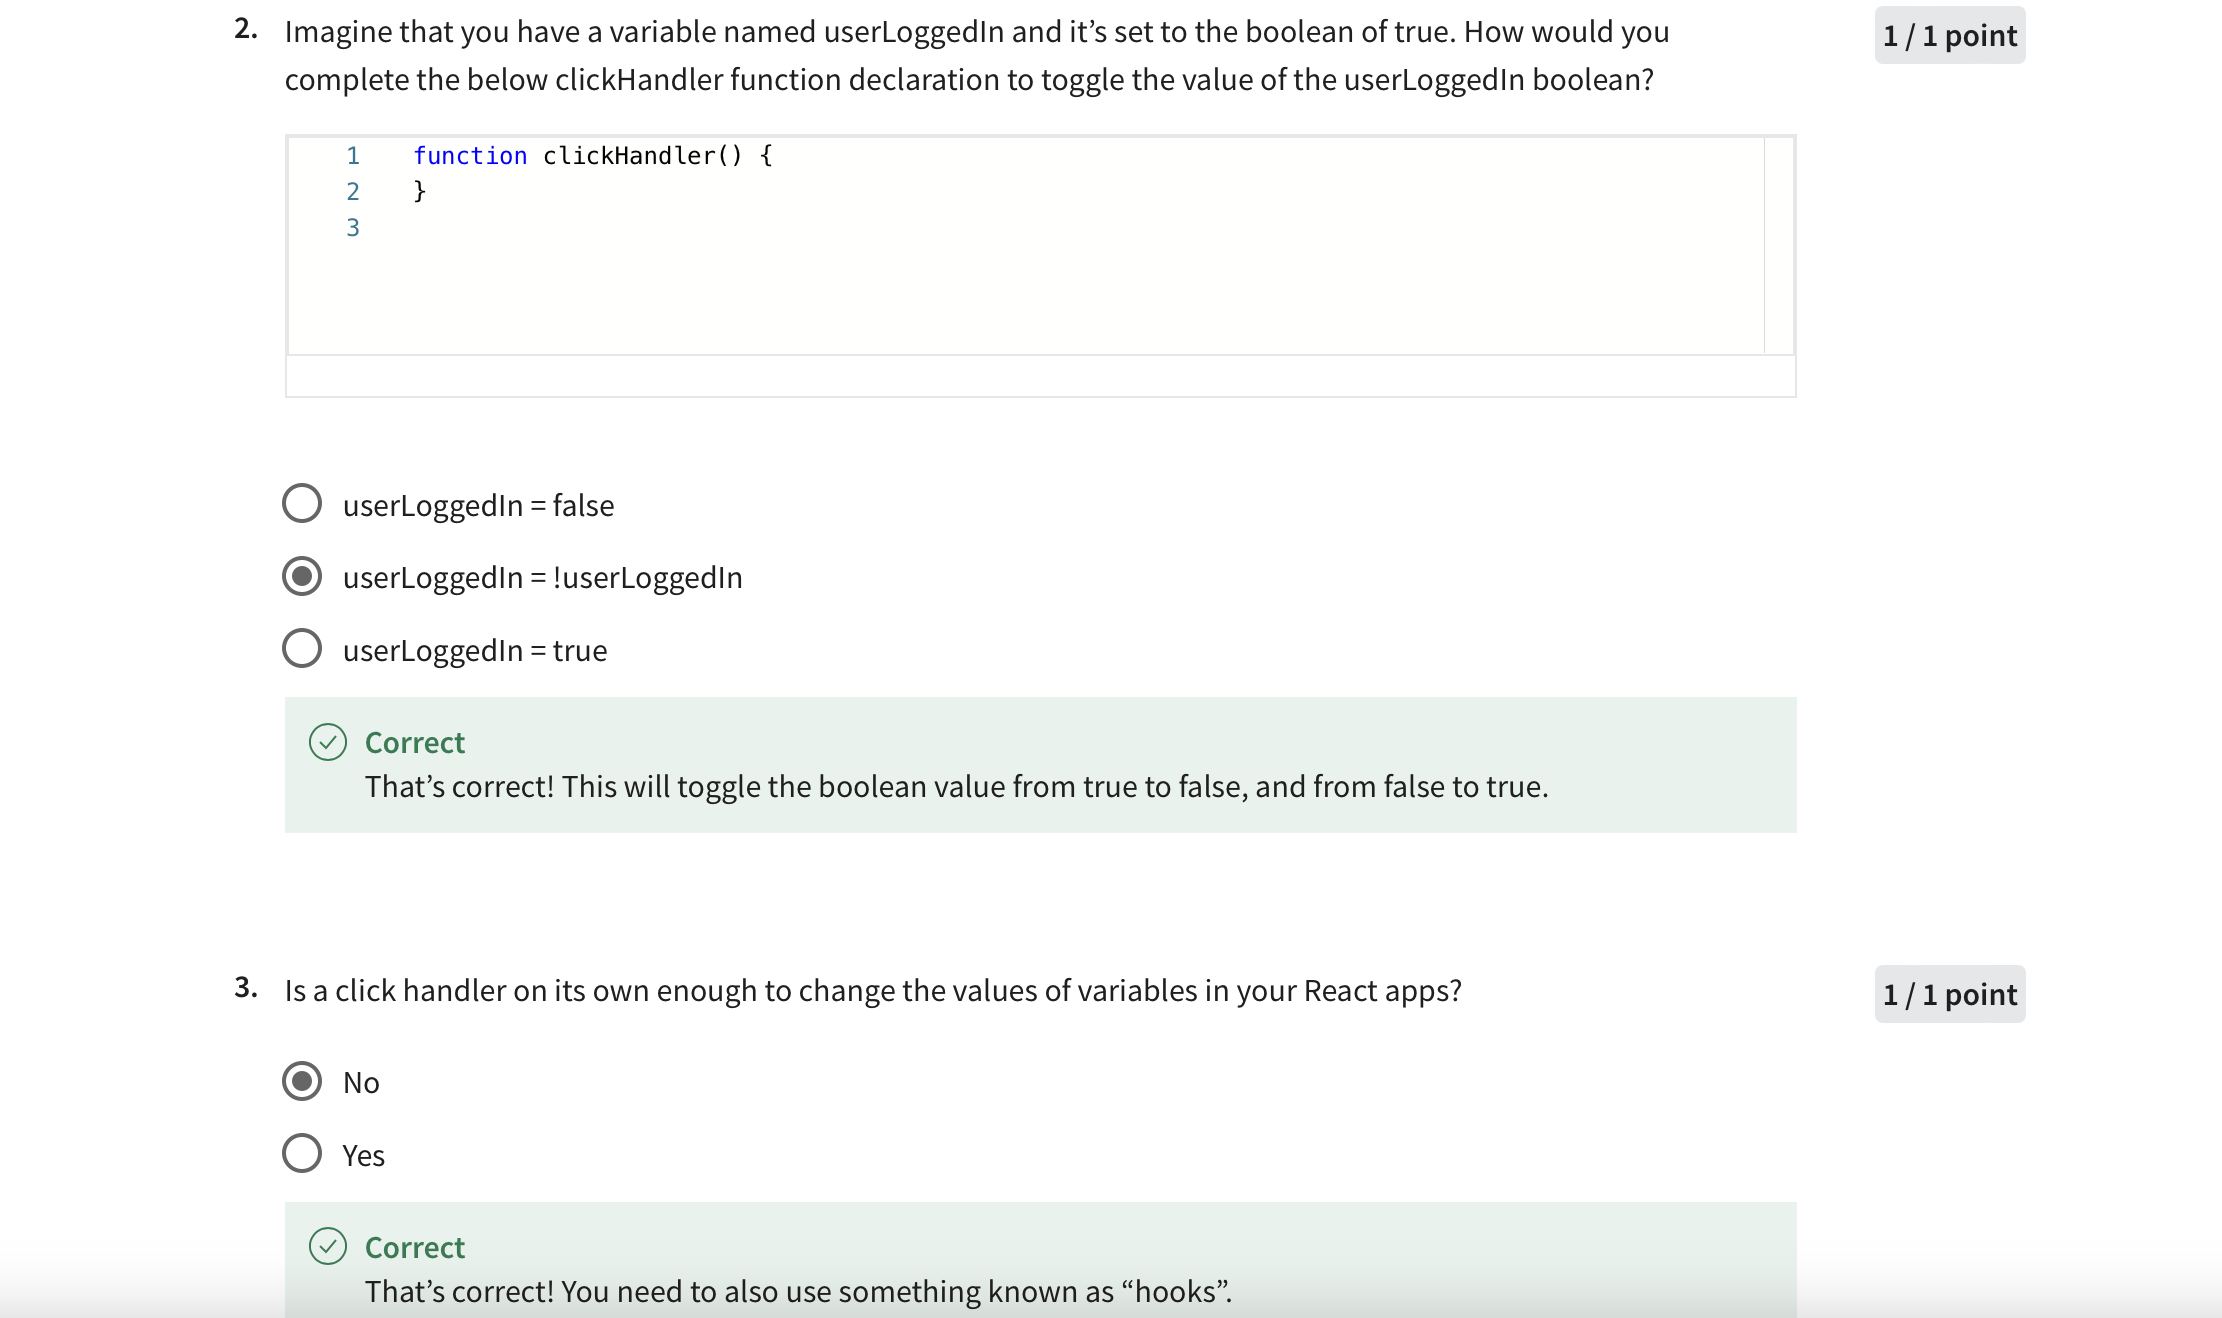 2. Imagine that you have a variable named userLoggedIn and it’s set to the boolean of true. How would you
1 / 1 point
complete the below clickHandler function declaration to toggle the value of the userLoggedIn boolean?
1 function clickHandler() {
2 }
3
userLoggedIn = false
userLoggedIn = !userLoggedIn
userLoggedIn = true
Correct
That’s correct! This will toggle the boolean value from true to false, and from false to true.
3. Is a click handler on its own enough to change the values of variables in your React apps?
1 / 1 point
No
Yes
Correct
That’s correct! You need to also use something known as “hooks”.